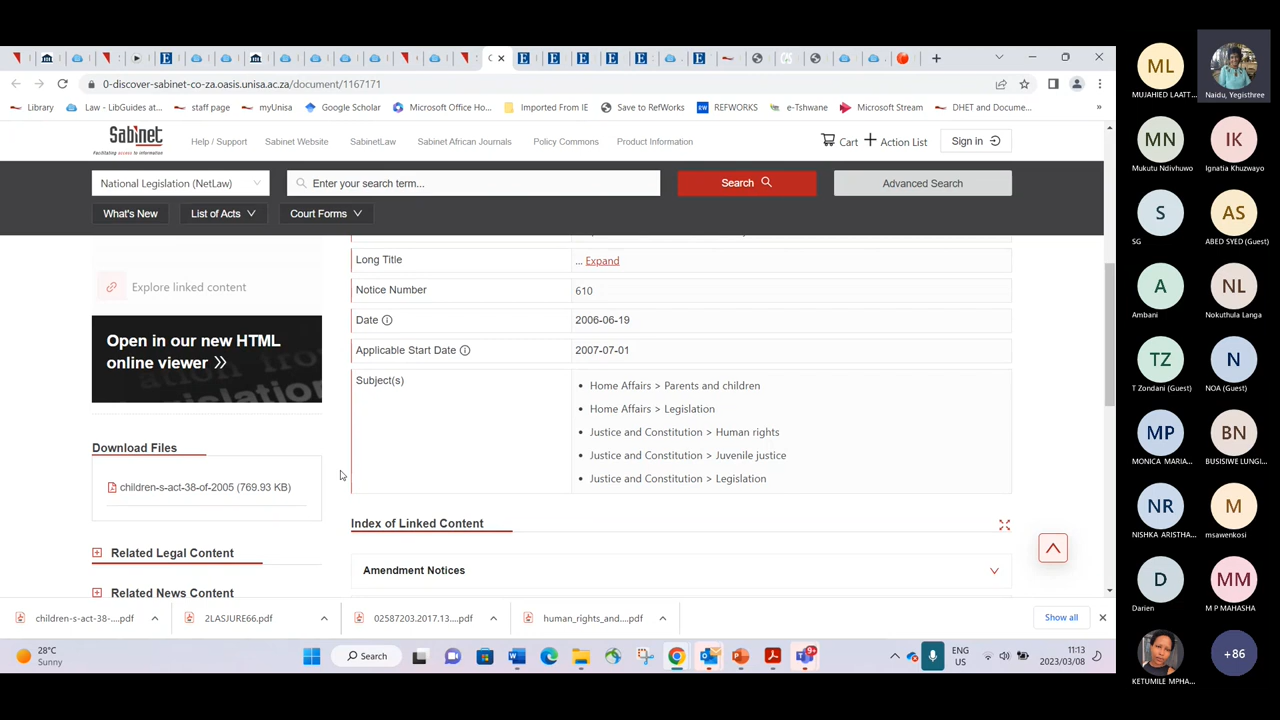 0-discover-sabinet-co-za.oasis.unisa.ac.za/document/1167171
Library
Law - LibGuides at...
staff page
myUnisa
Google Scholar
Microsoft Office Ho...
Imported From IE
Save to RefWorks
RW REFWORKS
e-Tshwane
Microsoft Stream
DHET and Docume...
»
Sabinet
Facilitating access to information
Help / Support
Sabinet Website
SabinetLaw
Sabinet African Journals
Policy Commons
Product Information
Cart
Action List
Sign in
National Legislation (NetLaw)
Enter your search term...
Search
Advanced Search
What's New
List of Acts
Court Forms
Explore linked content
Open in our new HTML
online viewer »
Download Files
children-s-act-38-of-2005 (769.93 KB)
Related Legal Content
Related News Content
Long Title
... Expand
Notice Number
610
Date
2006-06-19
Applicable Start Date
2007-07-01
Subject(s)
• Home Affairs > Parents and children
• Home Affairs > Legislation
• Justice and Constitution > Human rights
• Justice and Constitution > Juvenile justice
• Justice and Constitution > Legislation
Index of Linked Content
Amendment Notices
children-s-act-38-....pdf
2LASJURE66.pdf
02587203.2017.13....pdf
human_rights_and....pdf
Show all
28°C
Sunny
Search
9+
ENG
US
11:13
2023/03/08
ML
MUJAHIED LAATT...
Naidu, Yegisthree
MN
Mukutu Ndivhuwo
IK
Ignatia Khuzwayo
S
SG
AS
ABED SYED (Guest)
A
Ambani
NL
Nokuthula Langa
TZ
T Zondani (Guest)
N
NOA (Guest)
MP
MONICA MARIA...
BN
BUSISIWE LUNGI...
NR
NISHKA ARISTHA...
M
msawenkosi
D
Darien
MM
M P MAHASHA
KETUMILE MPHA...
+86